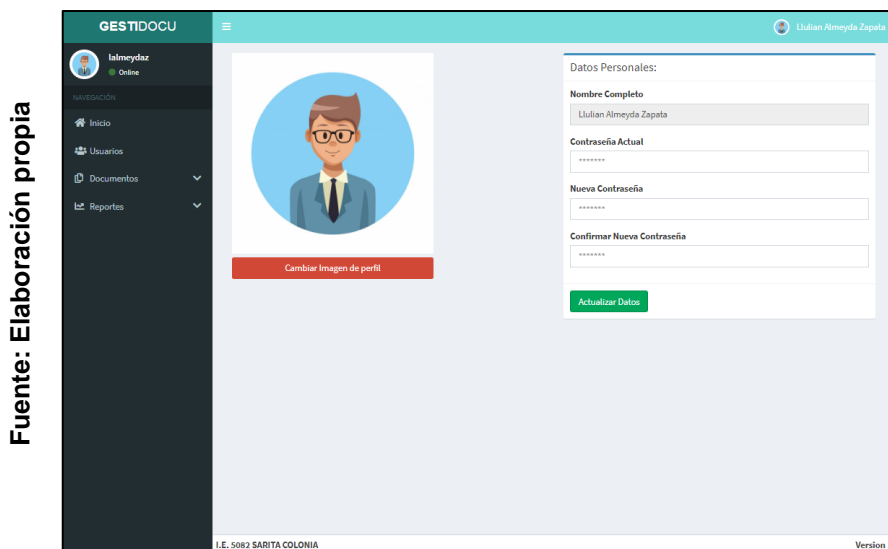 Fuente: Elaboración propia
GESTIDOCU
Llulian Almeyda Zapata
lalmeydaz
Online
NAVEGACIÓN
Inicio
Usuarios
Documentos
Reportes
Cambiar Imagen de perfil
Datos Personales:
Nombre Completo
Llulian Almeyda Zapata
Contraseña Actual
*******
Nueva Contraseña
*******
Confirmar Nueva Contraseña
*******
Actualizar Datos
I.E. 5082 SARITA COLONIA
Version